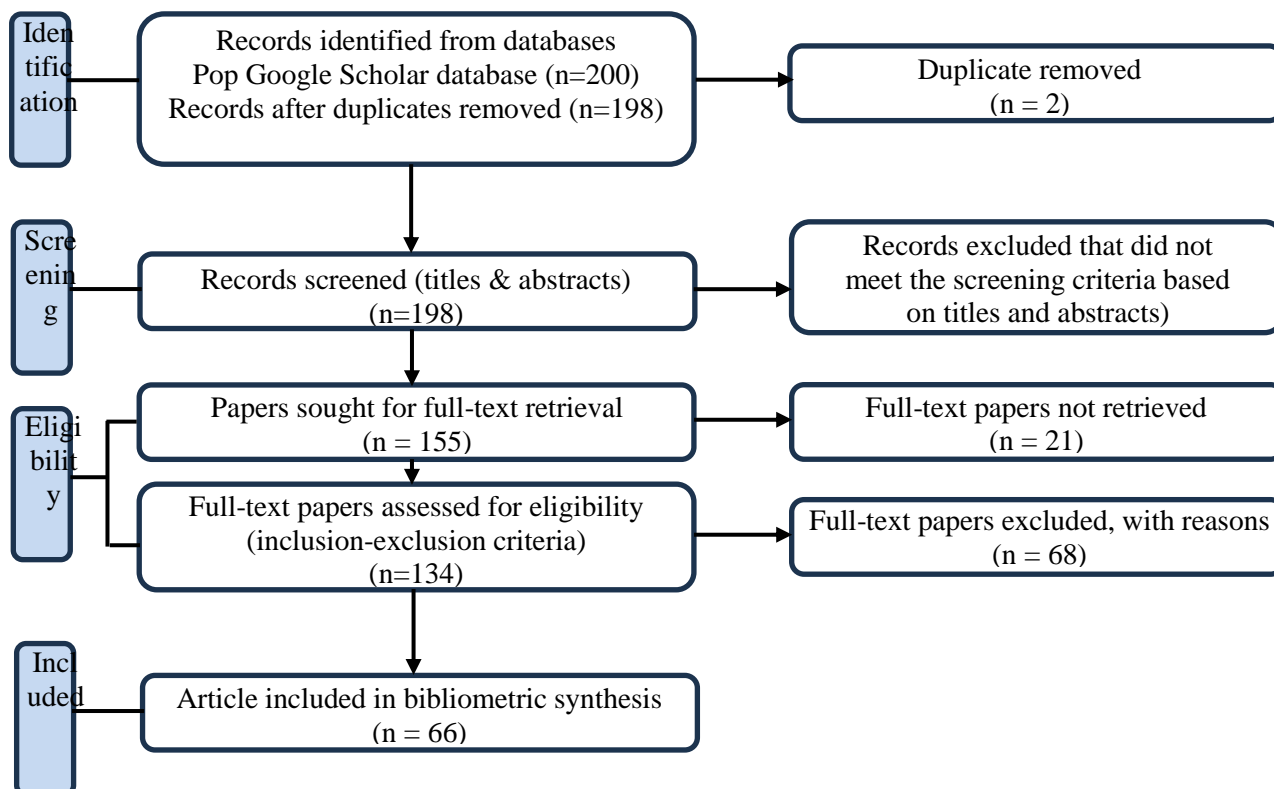 Iden
tific
ation
Records identified from databases
Pop Google Scholar database (n=200)
Records after duplicates removed (n=198)
Duplicate removed
(n = 2)
Scre
enin
g
Records screened (titles & abstracts)
(n=198)
Records excluded that did not
meet the screening criteria based
on titles and abstracts)
Eligi
bilit
y
Papers sought for full-text retrieval
(n = 155)
Full-text papers not retrieved
(n = 21)
Full-text papers assessed for eligibility
(inclusion-exclusion criteria)
(n=134)
Full-text papers excluded, with reasons
(n = 68)
Incl
uded
Article included in bibliometric synthesis
(n = 66)